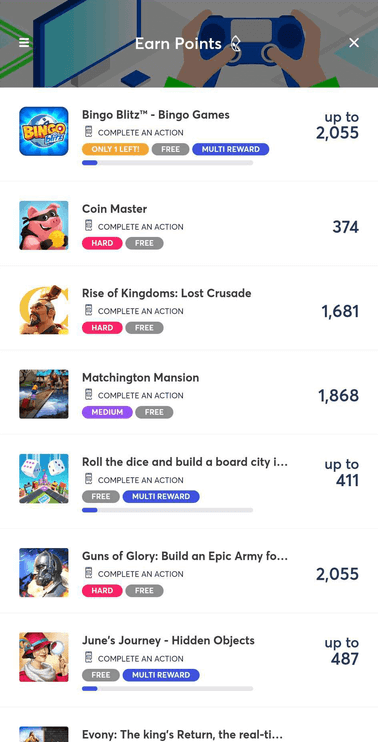 Earn Points
BINGO
Blitz
Bingo Blitz™ - Bingo Games
COMPLETE AN ACTION
ONLY 1 LEFT! FREE MULTI REWARD
up to
2,055
Coin Master
COMPLETE AN ACTION
HARD FREE
374
Rise of Kingdoms: Lost Crusade
COMPLETE AN ACTION
HARD FREE
1,681
Matchington Mansion
COMPLETE AN ACTION
MEDIUM FREE
1,868
Roll the dice and build a board city i...
COMPLETE AN ACTION
FREE MULTI REWARD
up to
411
Guns of Glory: Build an Epic Army fo...
COMPLETE AN ACTION
HARD FREE
2,055
June's Journey - Hidden Objects
COMPLETE AN ACTION
FREE MULTI REWARD
up to
487
Evony: The king's Return, the real-ti...